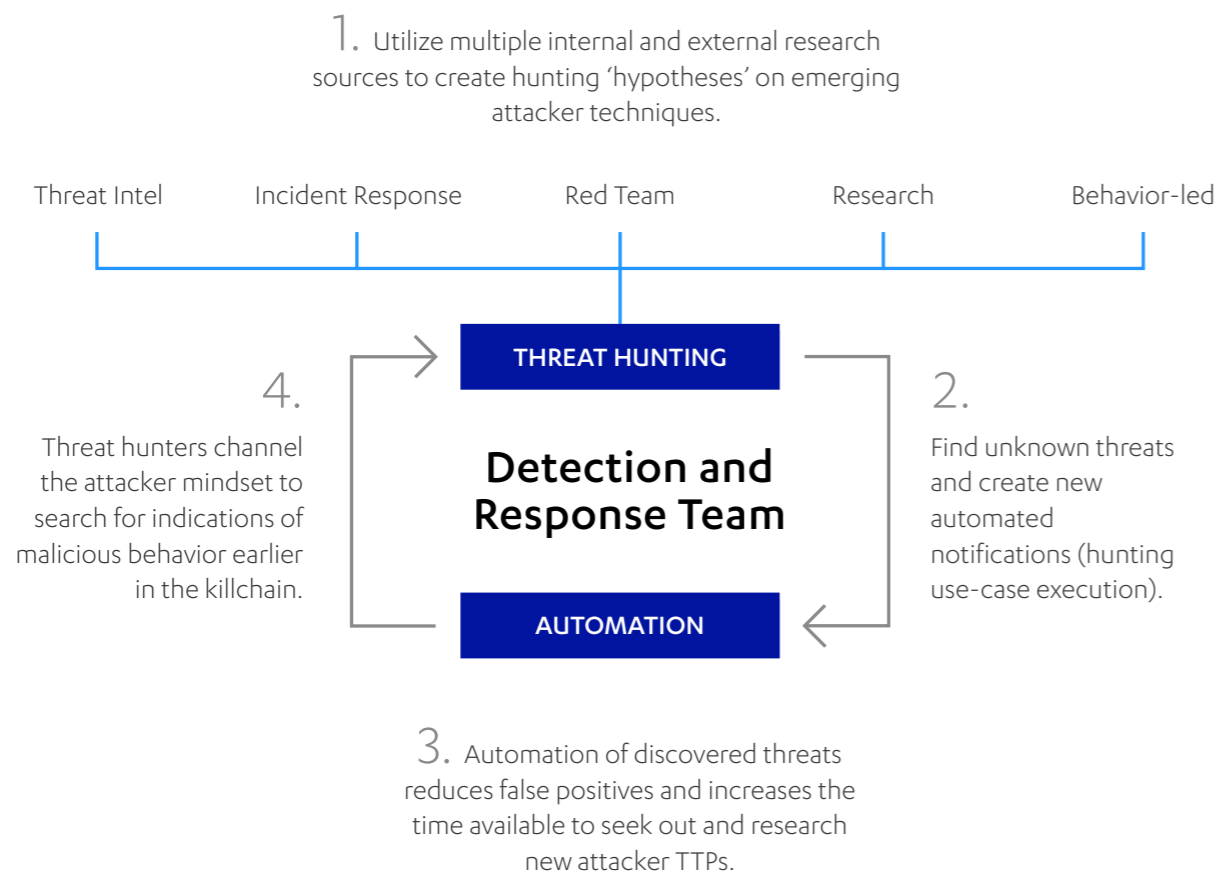 1. Utilize multiple internal and external research
sources to create hunting ‘hypotheses’ on emerging
attacker techniques.
Threat Intel
Incident Response
Red Team
Research
Behavior-led
THREAT HUNTING
4.
Threat hunters channel
the attacker mindset to
search for indications of
malicious behavior earlier
in the killchain.
Detection and
Response Team
2.
Find unknown threats
and create new
automated
notifications (hunting
use-case execution).
AUTOMATION
3. Automation of discovered threats
reduces false positives and increases the
time available to seek out and research
new attacker TTPs.